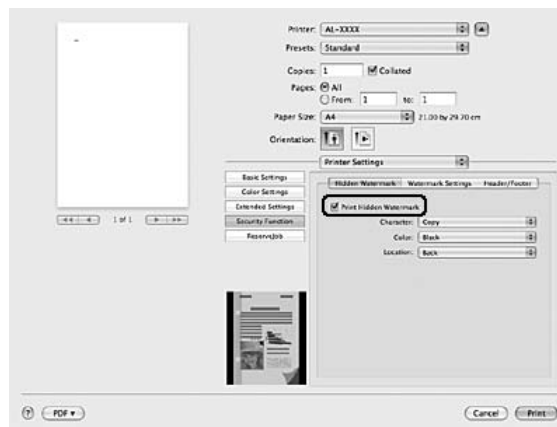 Printer: AL-XXXX
Presets: Standard
Copies: 1 Collated
Pages: All
From: 1 to: 1
Paper Size: A4 21.00 by 29.70 cm
Orientation:
Printer Settings
Basic Settings
Color Settings
Extended Settings
Security Function
ReserveJob
Hidden Watermark Watermark Settings Header/Footer
Print Hidden Watermark
Character: Copy
Color: Black
Location: Back
1 of 1
? PDF Cancel Print